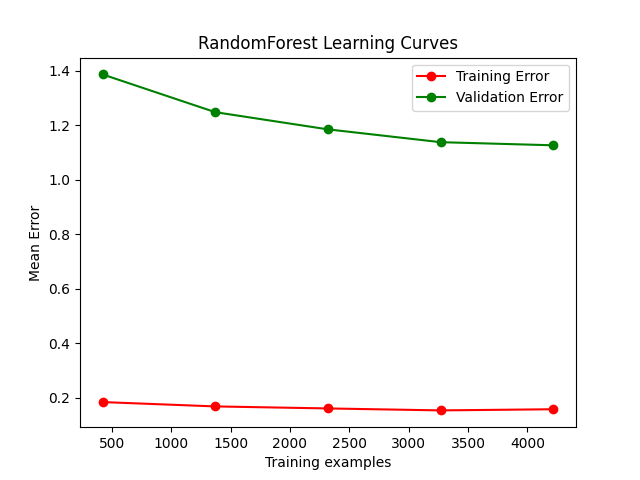 RandomForest Learning Curves
Training Error
Validation Error
1.4
1.2
1.0
0.8
0.6
0.4
0.2
Mean Error
500 1000 1500 2000 2500 3000 3500 4000
Training examples